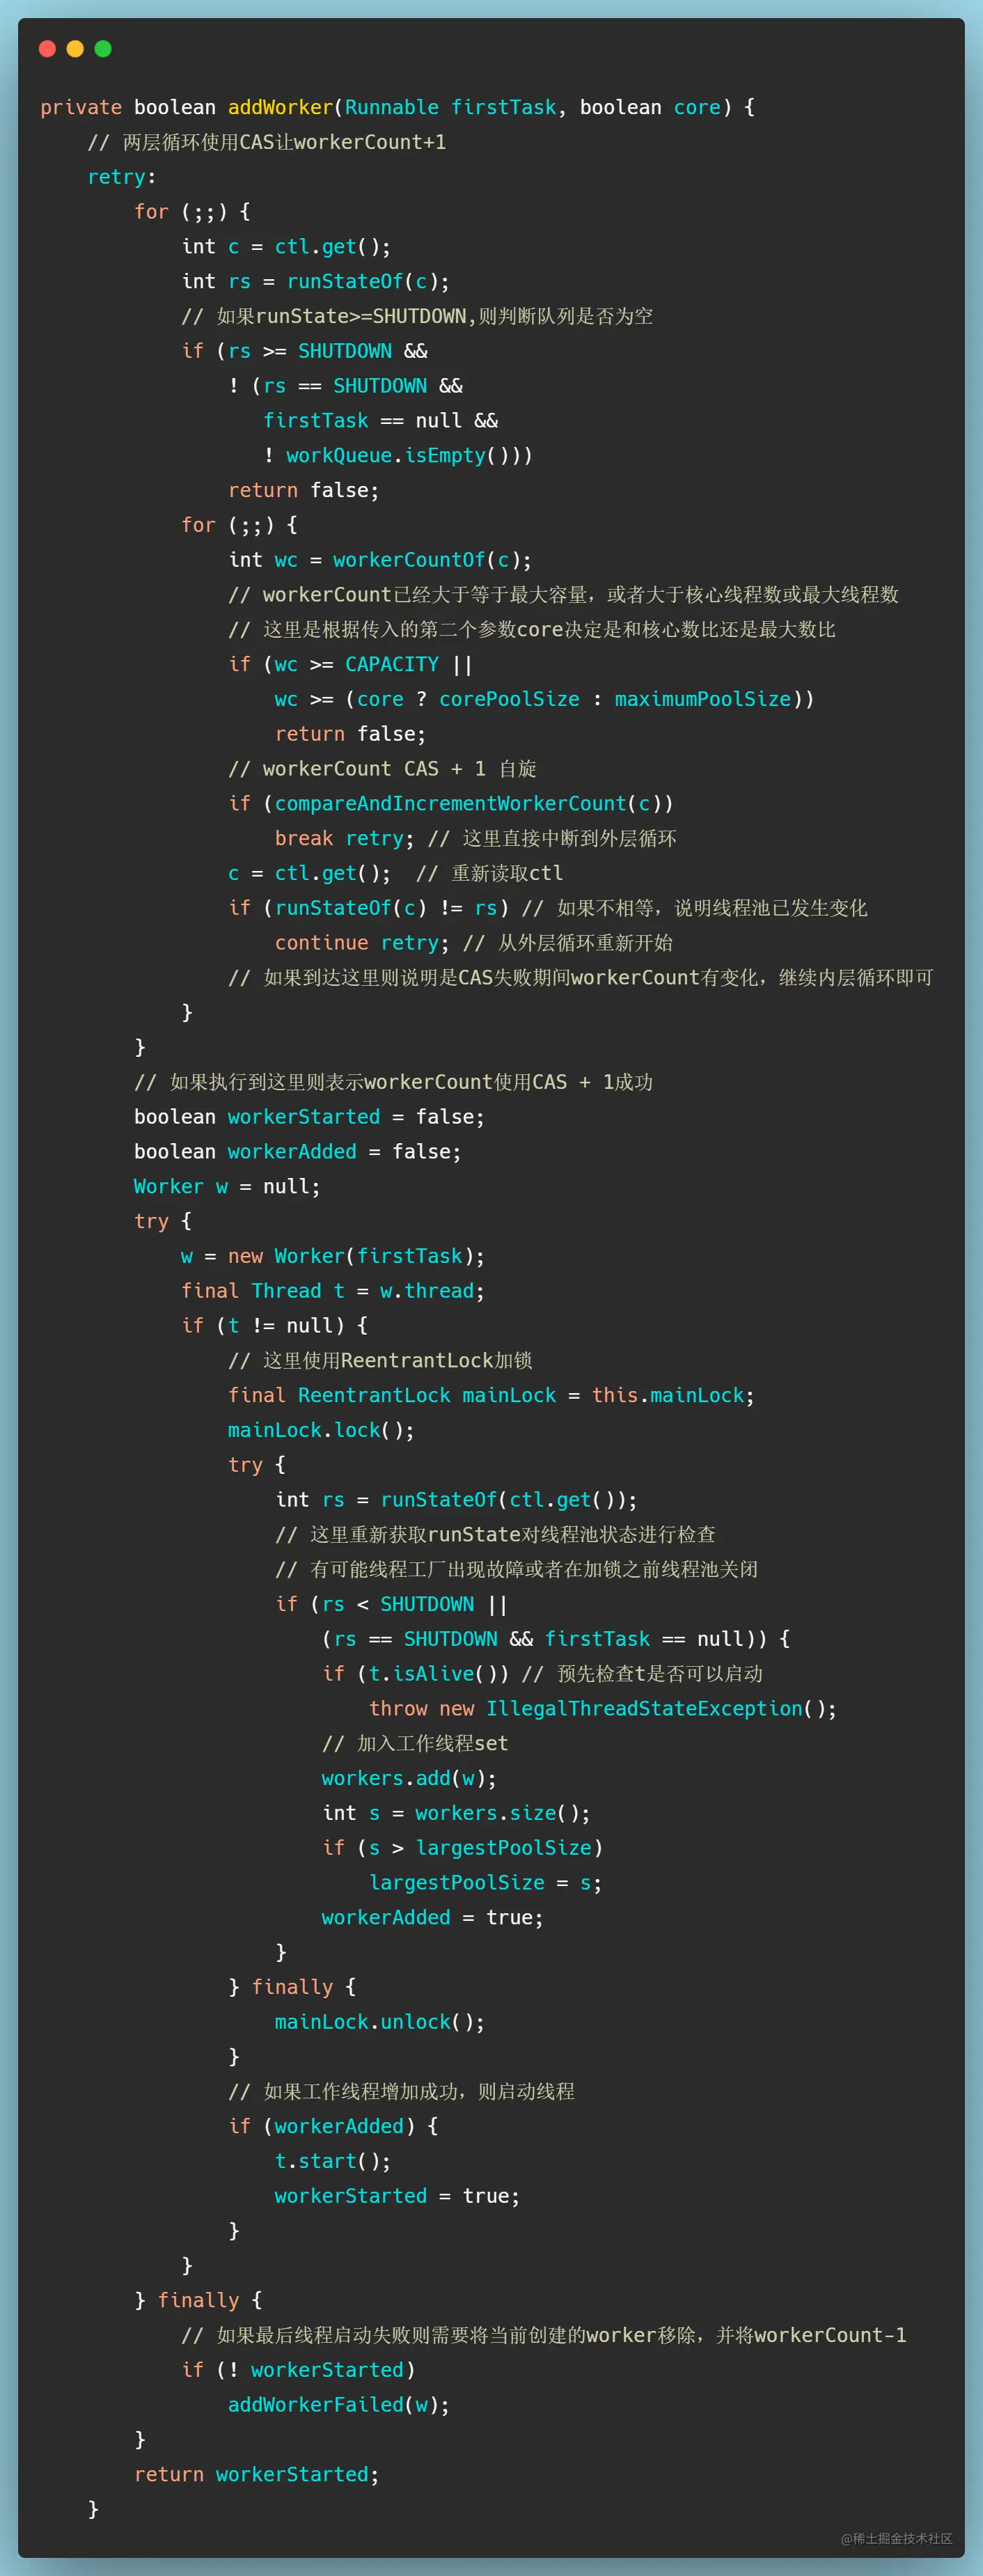 private boolean addWorker(Runnable firstTask, boolean core) {
// 两层循环使用CAS让workerCount+1
retry:
for (;;) {
int c = ctl.get();
int rs = runStateOf(c);
// 如果runState>=SHUTDOWN,则判断队列是否为空
if (rs >= SHUTDOWN &&
! (rs == SHUTDOWN &&
firstTask == null &&
! workQueue.isEmpty()))
return false;
for (;;) {
int wc = workerCountOf(c);
// workerCount已经大于等于最大容量，或者大于核心线程数或最大线程数
// 这里是根据传入的第二个参数core决定是和核心数比还是最大数比
if (wc >= CAPACITY ||
wc >= (core ? corePoolSize : maximumPoolSize))
return false;
// workerCount CAS + 1 自旋
if (compareAndIncrementWorkerCount(c))
break retry; // 这里直接中断到外层循环
c = ctl.get();  // 重新读取ctl
if (runStateOf(c) != rs) // 如果不相等，说明线程池已发生变化
continue retry; // 从外层循环重新开始
// 如果到达这里则说明是CAS失败期间workerCount有变化，继续内层循环即可
}
}
// 如果执行到这里则表示workerCount使用CAS + 1成功
boolean workerStarted = false;
boolean workerAdded = false;
Worker w = null;
try {
w = new Worker(firstTask);
final Thread t = w.thread;
if (t != null) {
// 这里使用ReentrantLock加锁
final ReentrantLock mainLock = this.mainLock;
mainLock.lock();
try {
int rs = runStateOf(ctl.get());
// 这里重新获取runState对线程池状态进行检查
// 有可能线程工厂出现故障或者在加锁之前线程池关闭
if (rs < SHUTDOWN ||
(rs == SHUTDOWN && firstTask == null)) {
if (t.isAlive()) // 预先检查t是否可以启动
throw new IllegalThreadStateException();
// 加入工作线程set
workers.add(w);
int s = workers.size();
if (s > largestPoolSize)
largestPoolSize = s;
workerAdded = true;
}
} finally {
mainLock.unlock();
}
// 如果工作线程增加成功，则启动线程
if (workerAdded) {
t.start();
workerStarted = true;
}
}
} finally {
// 如果最后线程启动失败则需要将当前创建的worker移除，并将workerCount-1
if (! workerStarted)
addWorkerFailed(w);
}
return workerStarted;
}
@稀土掘金技术社区